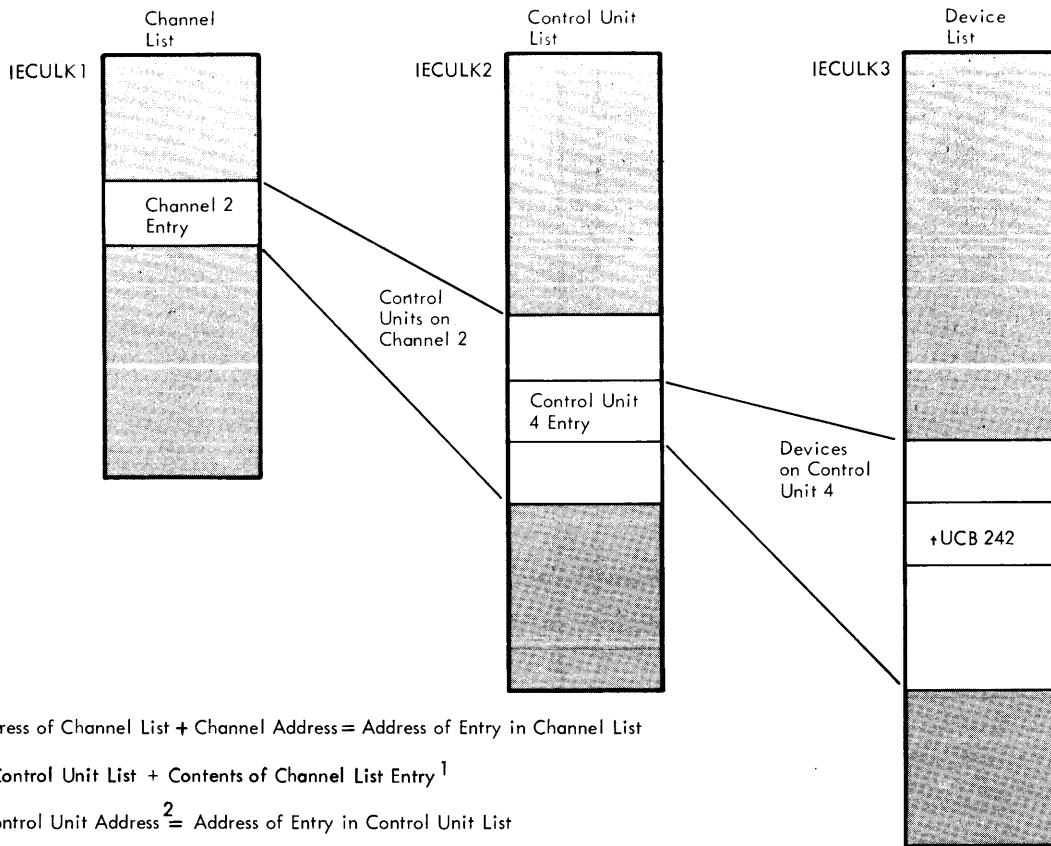 Channel
List
Control Unit
List
Device
List
IECULK1
IECULK2
IECULK3
Channel 2
Entry
Control
Units on
Channel 2
Control Unit
4 Entry
Devices
on Control
Unit 4
↑UCB 242
ress of Channel List + Channel Address = Address of Entry in Channel List
Control Unit List + Contents of Channel List Entry 1
ntrol Unit Address 2 = Address of Entry in Control Unit List